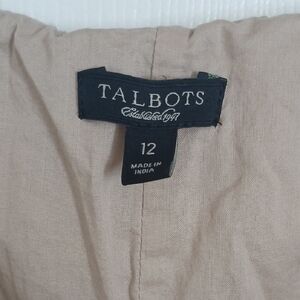 TALBOTS
Established 1947
12
MADE IN
INDIA